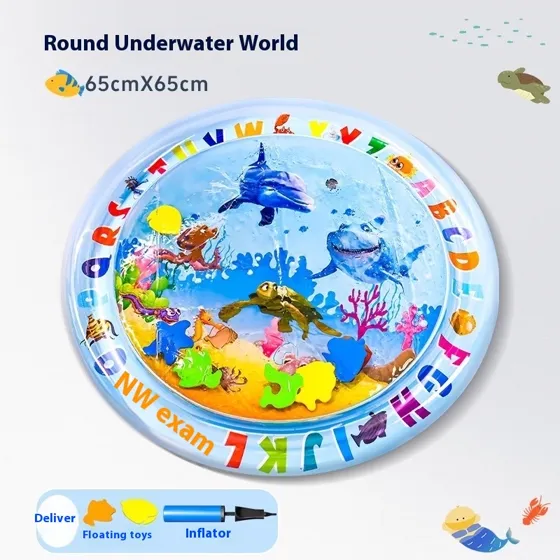 Round Underwater World
65cmX65cm
U V W X Y Z
A B C D E F G H I J K L
NW exam
O P Q R S T
Deliver
Floating toys
Inflator